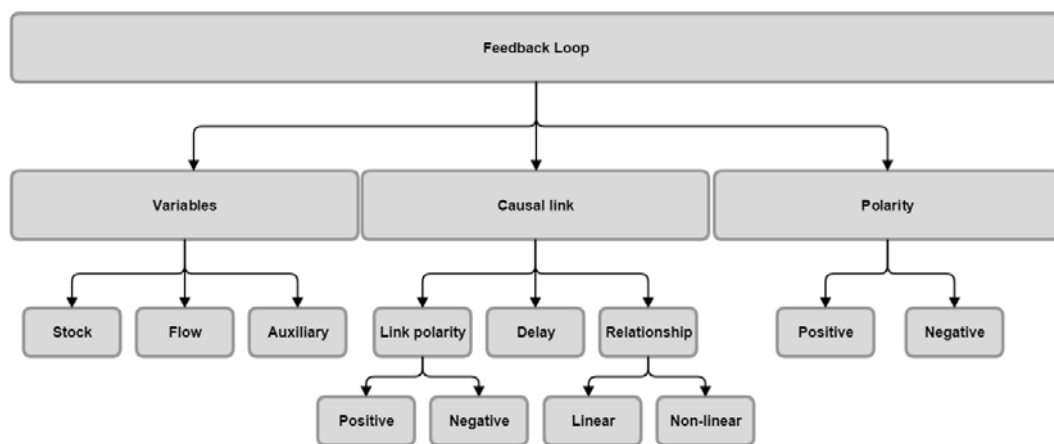 Feedback Loop
Variables
Causal link
Polarity
Stock
Flow
Auxiliary
Link polarity
Delay
Relationship
Positive
Negative
Positive
Negative
Linear
Non-linear